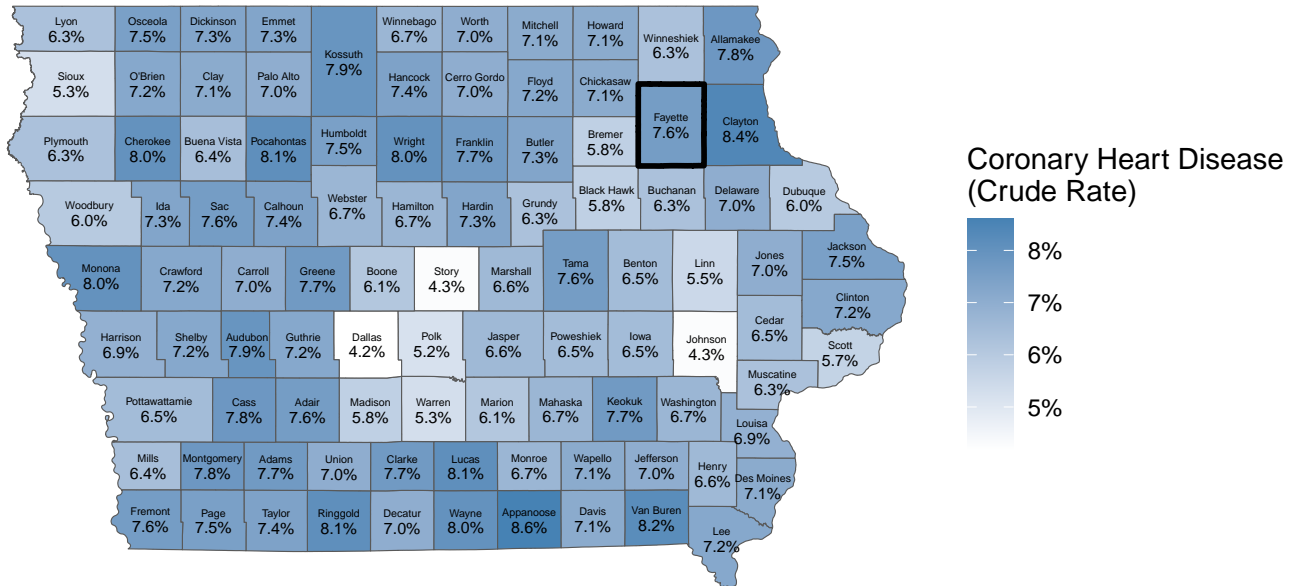 Lyon
6.3%
Osceola
7.5%
Dickinson
7.3%
Emmet
7.3%
Kossuth
7.9%
Winnebago
6.7%
Worth
7.0%
Mitchell
7.1%
Howard
7.1%
Winneshiek
6.3%
Allamakee
7.8%
Sioux
5.3%
O'Brien
7.2%
Clay
7.1%
Palo Alto
7.0%
Hancock
7.4%
Cerro Gordo
7.0%
Floyd
7.2%
Chickasaw
7.1%
Fayette
7.6%
Clayton
8.4%
Plymouth
6.3%
Cherokee
8.0%
Buena Vista
6.4%
Pocahontas
8.1%
Humboldt
7.5%
Wright
8.0%
Franklin
7.7%
Butler
7.3%
Bremer
5.8%
Woodbury
6.0%
Ida
7.3%
Sac
7.6%
Calhoun
7.4%
Webster
6.7%
Hamilton
6.7%
Hardin
7.3%
Grundy
6.3%
Black Hawk
5.8%
Buchanan
6.3%
Delaware
7.0%
Dubuque
6.0%
Monona
8.0%
Crawford
7.2%
Carroll
7.0%
Greene
7.7%
Boone
6.1%
Story
4.3%
Marshall
6.6%
Tama
7.6%
Benton
6.5%
Linn
5.5%
Jones
7.0%
Jackson
7.5%
Clinton
7.2%
Harrison
6.9%
Shelby
7.2%
Audubon
7.9%
Guthrie
7.2%
Dallas
4.2%
Polk
5.2%
Jasper
6.6%
Poweshiek
6.5%
Iowa
6.5%
Johnson
4.3%
Cedar
6.5%
Scott
5.7%
Muscatine
6.3%
Pottawattamie
6.5%
Cass
7.8%
Adair
7.6%
Madison
5.8%
Warren
5.3%
Marion
6.1%
Mahaska
6.7%
Keokuk
7.7%
Washington
6.7%
Louisa
6.9%
Mills
6.4%
Montgomery
7.8%
Adams
7.7%
Union
7.0%
Clarke
7.7%
Lucas
8.1%
Monroe
6.7%
Wapello
7.1%
Jefferson
7.0%
Henry
6.6%
Des Moines
7.1%
Fremont
7.6%
Page
7.5%
Taylor
7.4%
Ringgold
8.1%
Decatur
7.0%
Wayne
8.0%
Appanoose
8.6%
Davis
7.1%
Van Buren
8.2%
Lee
7.2%
Coronary Heart Disease
(Crude Rate)
8%
7%
6%
5%